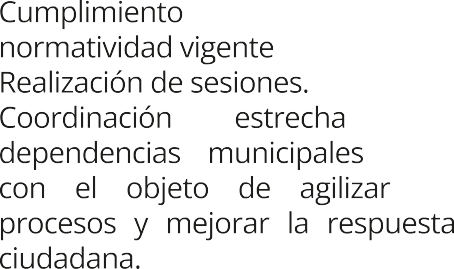 Cumplimiento
normatividad vigente
Realización de sesiones.
Coordinación estrecha
dependencias municipales
con el objeto de agilizar
procesos y mejorar la respuesta
ciudadana.